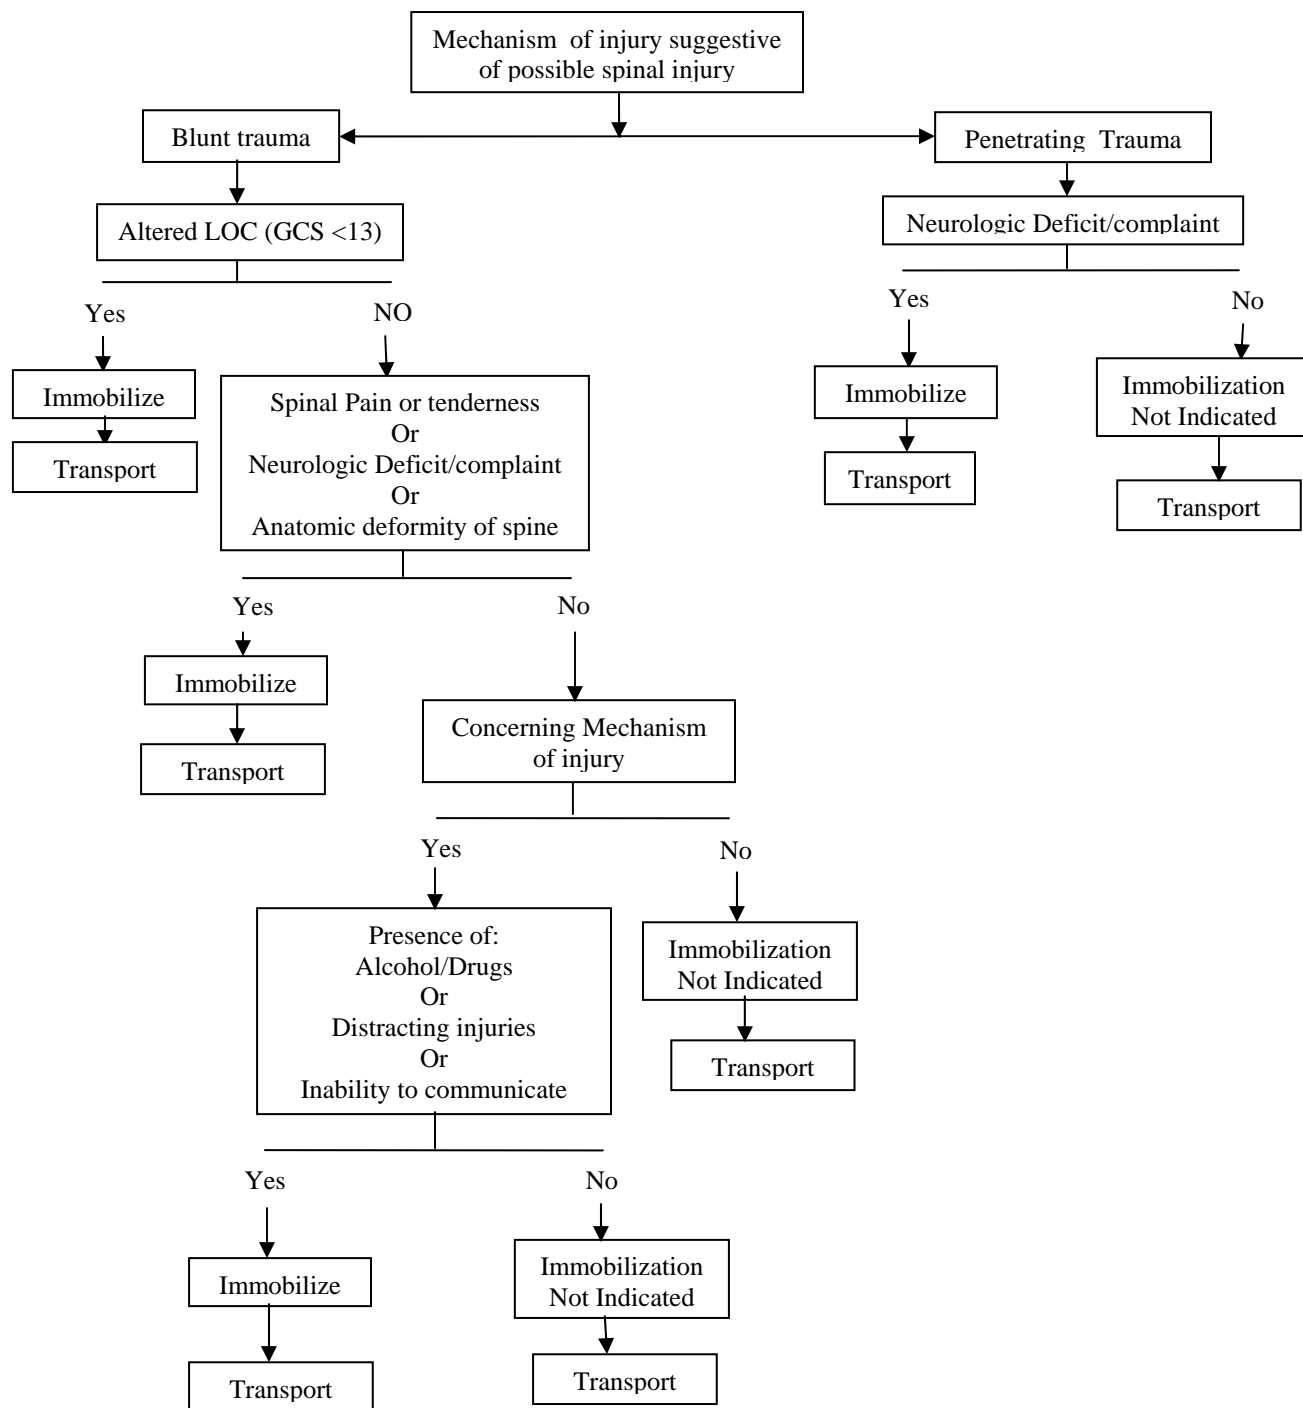 Mechanism of injury suggestive
of possible spinal injury
Blunt trauma
Penetrating Trauma
Altered LOC (GCS <13)
Neurologic Deficit/complaint
Yes
NO
Yes
No
Immobilize
Transport
Spinal Pain or tenderness
Or
Neurologic Deficit/complaint
Or
Anatomic deformity of spine
Immobilize
Transport
Immobilization
Not Indicated
Transport
Yes
No
Immobilize
Transport
Concerning Mechanism
of injury
Yes
No
Presence of:
Alcohol/Drugs
Or
Distracting injuries
Or
Inability to communicate
Immobilization
Not Indicated
Transport
Yes
No
Immobilize
Transport
Immobilization
Not Indicated
Transport